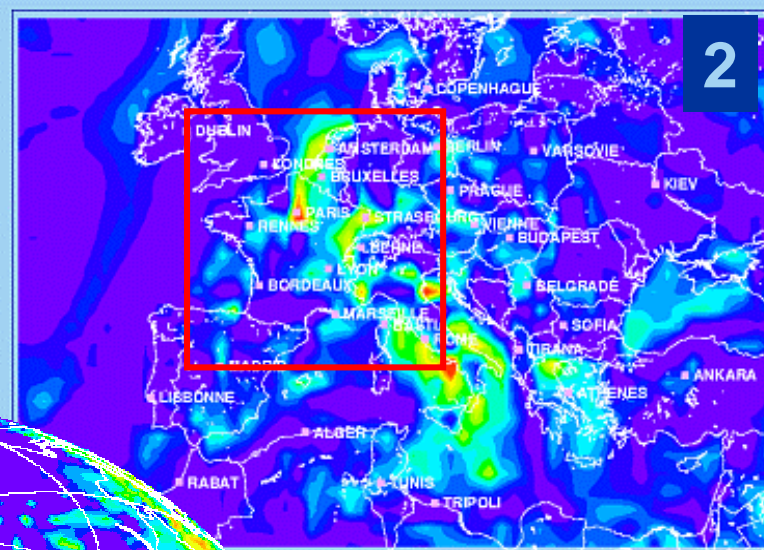 2
COPENHAGUE
DUBLIN
AMSTERDAM
BERLIN
VARSOVIE
LONDRES
BRUXELLES
KIEV
PRAGUE
PARIS
STRASBOURG
RENNES
VIENNE
BUDAPEST
BERNE
LYON
BORDEAUX
BELGRADE
MARSEILLE
BASTI
SOFIA
ROME
TIRANA
ANKARA
ATHENES
LISBONNE
ALGER
RABAT
TUNIS
TRIPOLI